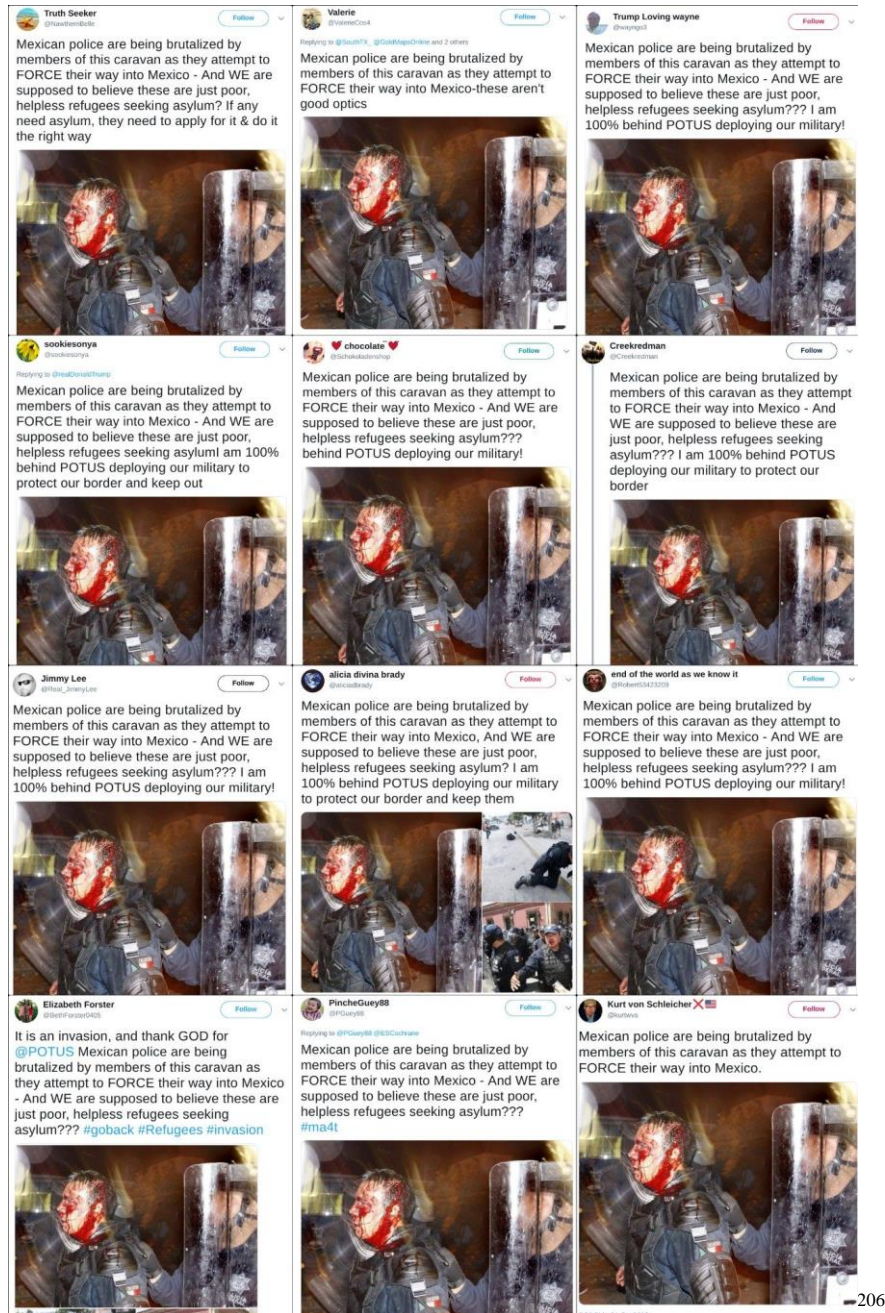 Truth Seeker
@NawthernBelle
Follow
Mexican police are being brutalized by
members of this caravan as they attempt to
FORCE their way into Mexico - And WE are
supposed to believe these are just poor,
helpless refugees seeking asylum? If any
need asylum, they need to apply for it & do it
the right way
Valerie
@ValerieCos4
Follow
Replying to @SouthTX_ @GoldMapsOnline and 2 others
Mexican police are being brutalized by
members of this caravan as they attempt to
FORCE their way into Mexico-these aren't
good optics
Trump Loving wayne
@wayngo3
Follow
Mexican police are being brutalized by
members of this caravan as they attempt to
FORCE their way into Mexico - And WE are
supposed to believe these are just poor,
helpless refugees seeking asylum??? I am
100% behind POTUS deploying our military!
sookiesonya
@sookiesonya
Follow
Replying to @realDonaldTrump
Mexican police are being brutalized by
members of this caravan as they attempt to
FORCE their way into Mexico - And WE are
supposed to believe these are just poor,
helpless refugees seeking asylumI am 100%
behind POTUS deploying our military to
protect our border and keep out
chocolate
@Schokoladenshop
Follow
Mexican police are being brutalized by
members of this caravan as they attempt to
FORCE their way into Mexico - And WE are
supposed to believe these are just poor,
helpless refugees seeking asylum???
behind POTUS deploying our military!
Creekredman
@Creekredman
Follow
Mexican police are being brutalized by
members of this caravan as they attempt
to FORCE their way into Mexico - And
WE are supposed to believe these are
just poor, helpless refugees seeking
asylum??? I am 100% behind POTUS
deploying our military to protect our
border
Jimmy Lee
@Real_JimmyLee
Follow
Mexican police are being brutalized by
members of this caravan as they attempt to
FORCE their way into Mexico - And WE are
supposed to believe these are just poor,
helpless refugees seeking asylum??? I am
100% behind POTUS deploying our military!
alicia divina brady
@aliciadbrady
Follow
Mexican police are being brutalized by
members of this caravan as they attempt to
FORCE their way into Mexico, And WE are
supposed to believe these are just poor,
helpless refugees seeking asylum? I am
100% behind POTUS deploying our military
to protect our border and keep them
end of the world as we know it
@Robert53423209
Follow
Mexican police are being brutalized by
members of this caravan as they attempt to
FORCE their way into Mexico - And WE are
supposed to believe these are just poor,
helpless refugees seeking asylum??? I am
100% behind POTUS deploying our military!
Elizabeth Forster
@BethForster0405
Follow
It is an invasion, and thank GOD for
@POTUS Mexican police are being
brutalized by members of this caravan as
they attempt to FORCE their way into Mexico
- And WE are supposed to believe these are
just poor, helpless refugees seeking
asylum??? #goback #Refugees #invasion
PincheGuey88
@PGuey88
Follow
Replying to @PGuey88 @ESCochrane
Mexican police are being brutalized by
members of this caravan as they attempt to
FORCE their way into Mexico - And WE are
supposed to believe these are just poor,
helpless refugees seeking asylum???
#ma4t
Kurt von Schleicher
@kurtwvs
Follow
Mexican police are being brutalized by
members of this caravan as they attempt to
FORCE their way into Mexico.
206